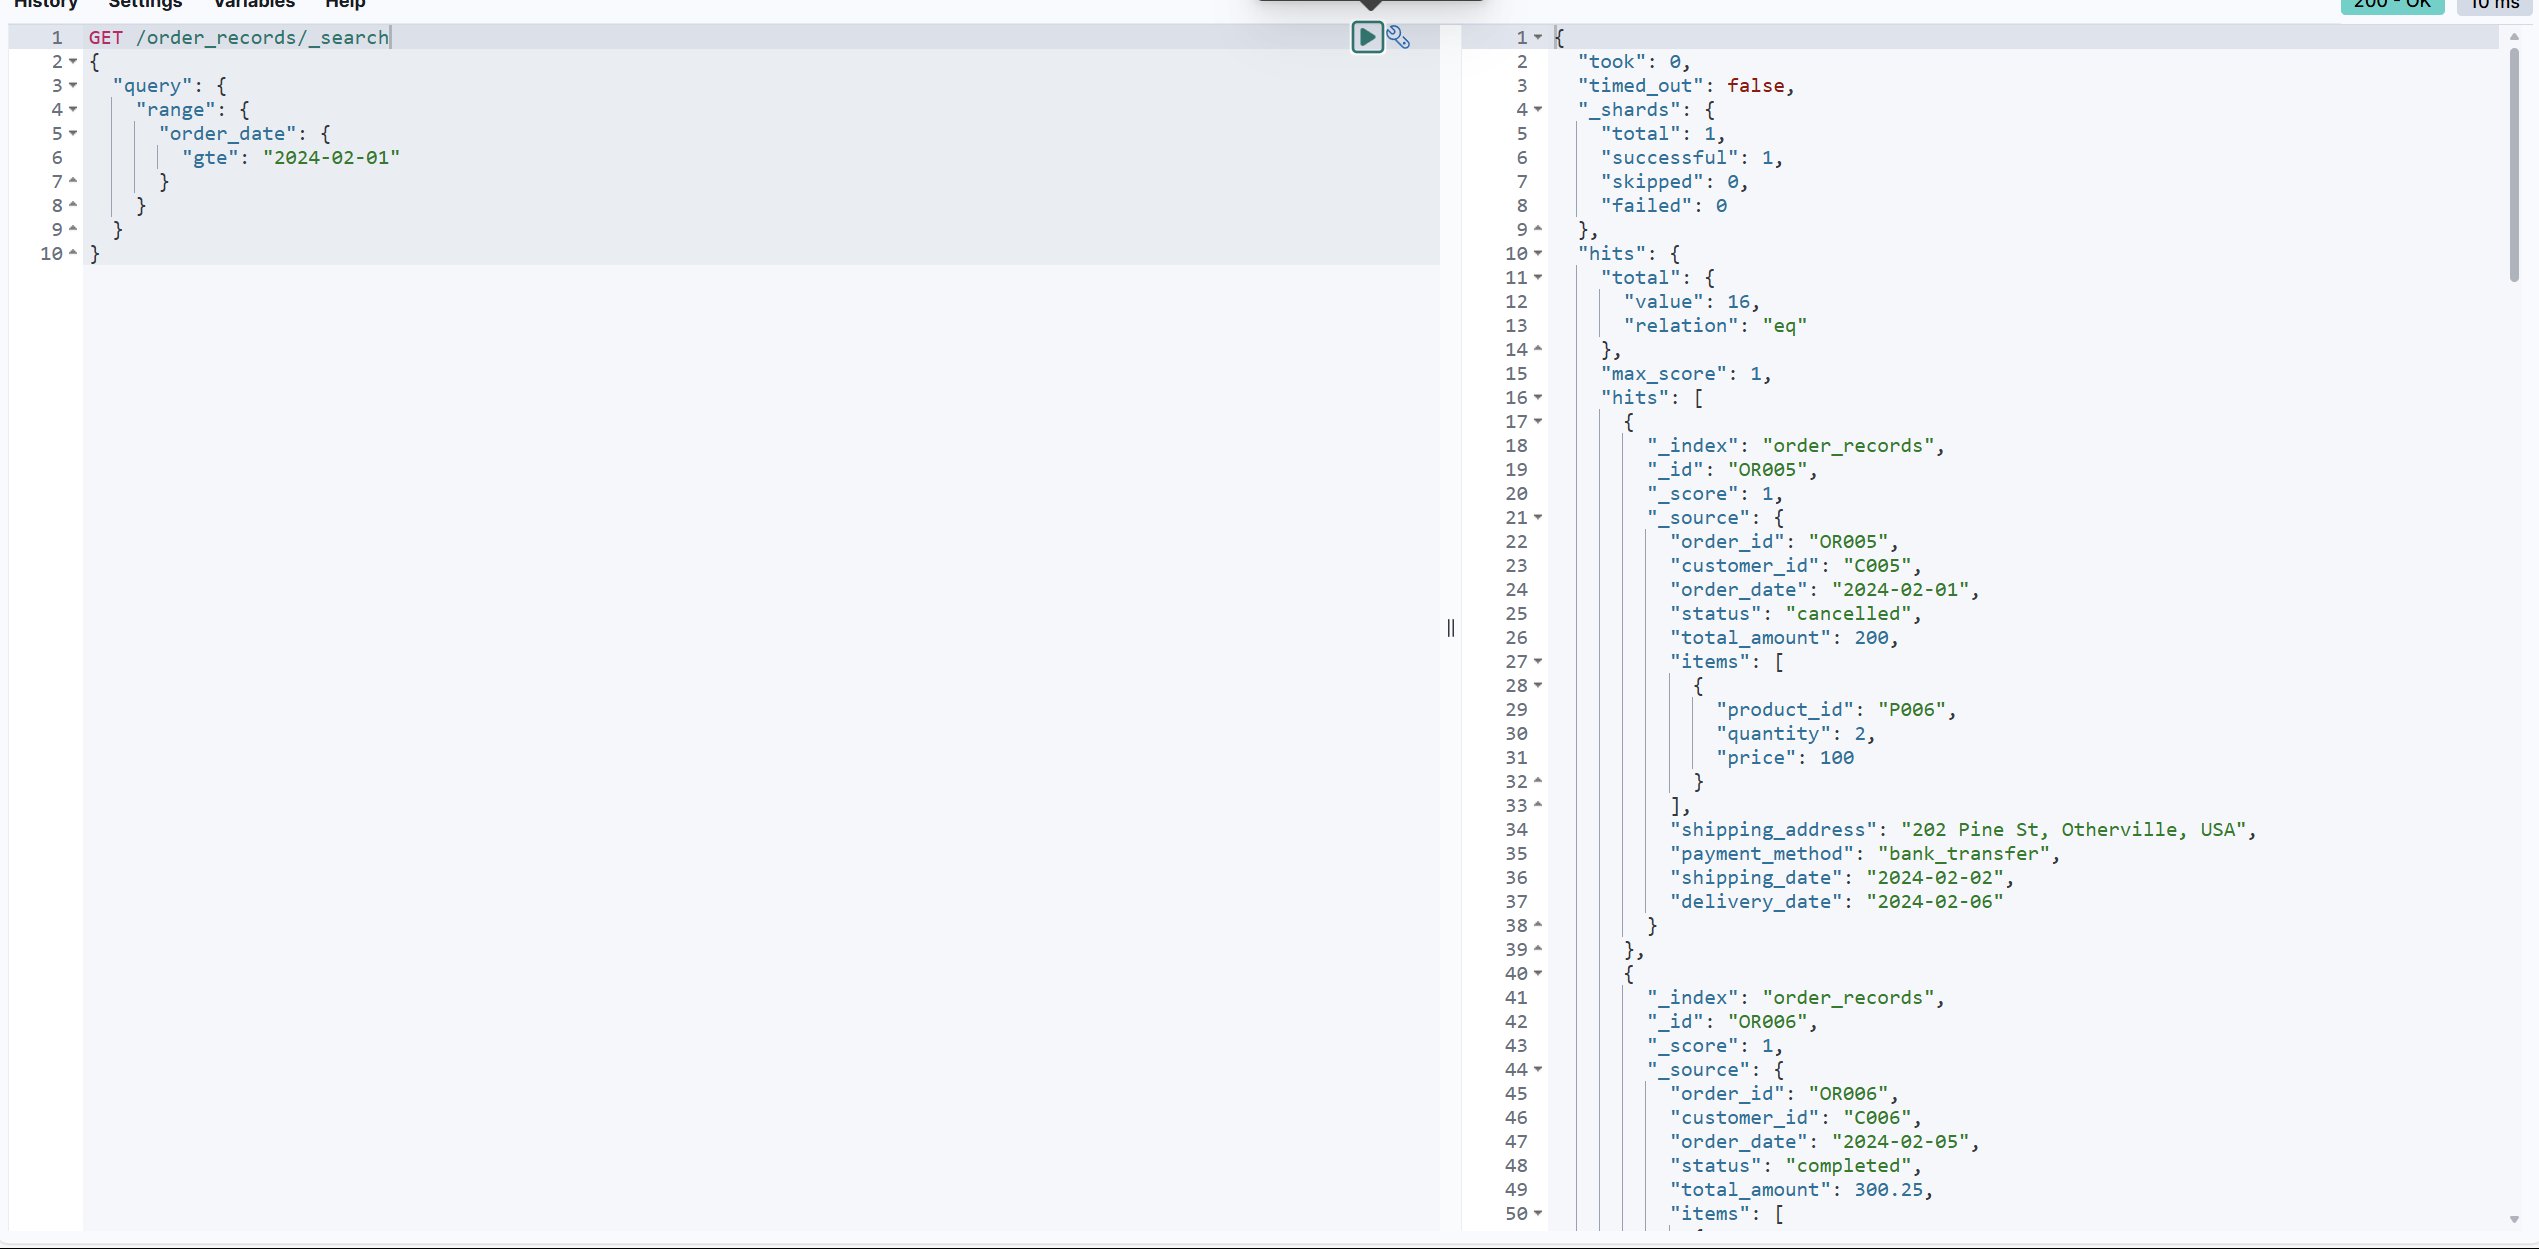 History Settings Variables Help
200 - OK 10 ms
1 GET /order_records/_search
2 {
3 "query": {
4 "range": {
5 "order_date": {
6 "gte": "2024-02-01"
7 }
8 }
9 }
10 }
1 {
2 "took": 0,
3 "timed_out": false,
4 "_shards": {
5 "total": 1,
6 "successful": 1,
7 "skipped": 0,
8 "failed": 0
9 },
10 "hits": {
11 "total": {
12 "value": 16,
13 "relation": "eq"
14 },
15 "max_score": 1,
16 "hits": [
17 {
18 "_index": "order_records",
19 "_id": "OR005",
20 "_score": 1,
21 "_source": {
22 "order_id": "OR005",
23 "customer_id": "C005",
24 "order_date": "2024-02-01",
25 "status": "cancelled",
26 "total_amount": 200,
27 "items": [
28 {
29 "product_id": "P006",
30 "quantity": 2,
31 "price": 100
32 }
33 ],
34 "shipping_address": "202 Pine St, Otherville, USA",
35 "payment_method": "bank_transfer",
36 "shipping_date": "2024-02-02",
37 "delivery_date": "2024-02-06"
38 }
39 },
40 {
41 "_index": "order_records",
42 "_id": "OR006",
43 "_score": 1,
44 "_source": {
45 "order_id": "OR006",
46 "customer_id": "C006",
47 "order_date": "2024-02-05",
48 "status": "completed",
49 "total_amount": 300.25,
50 "items": [